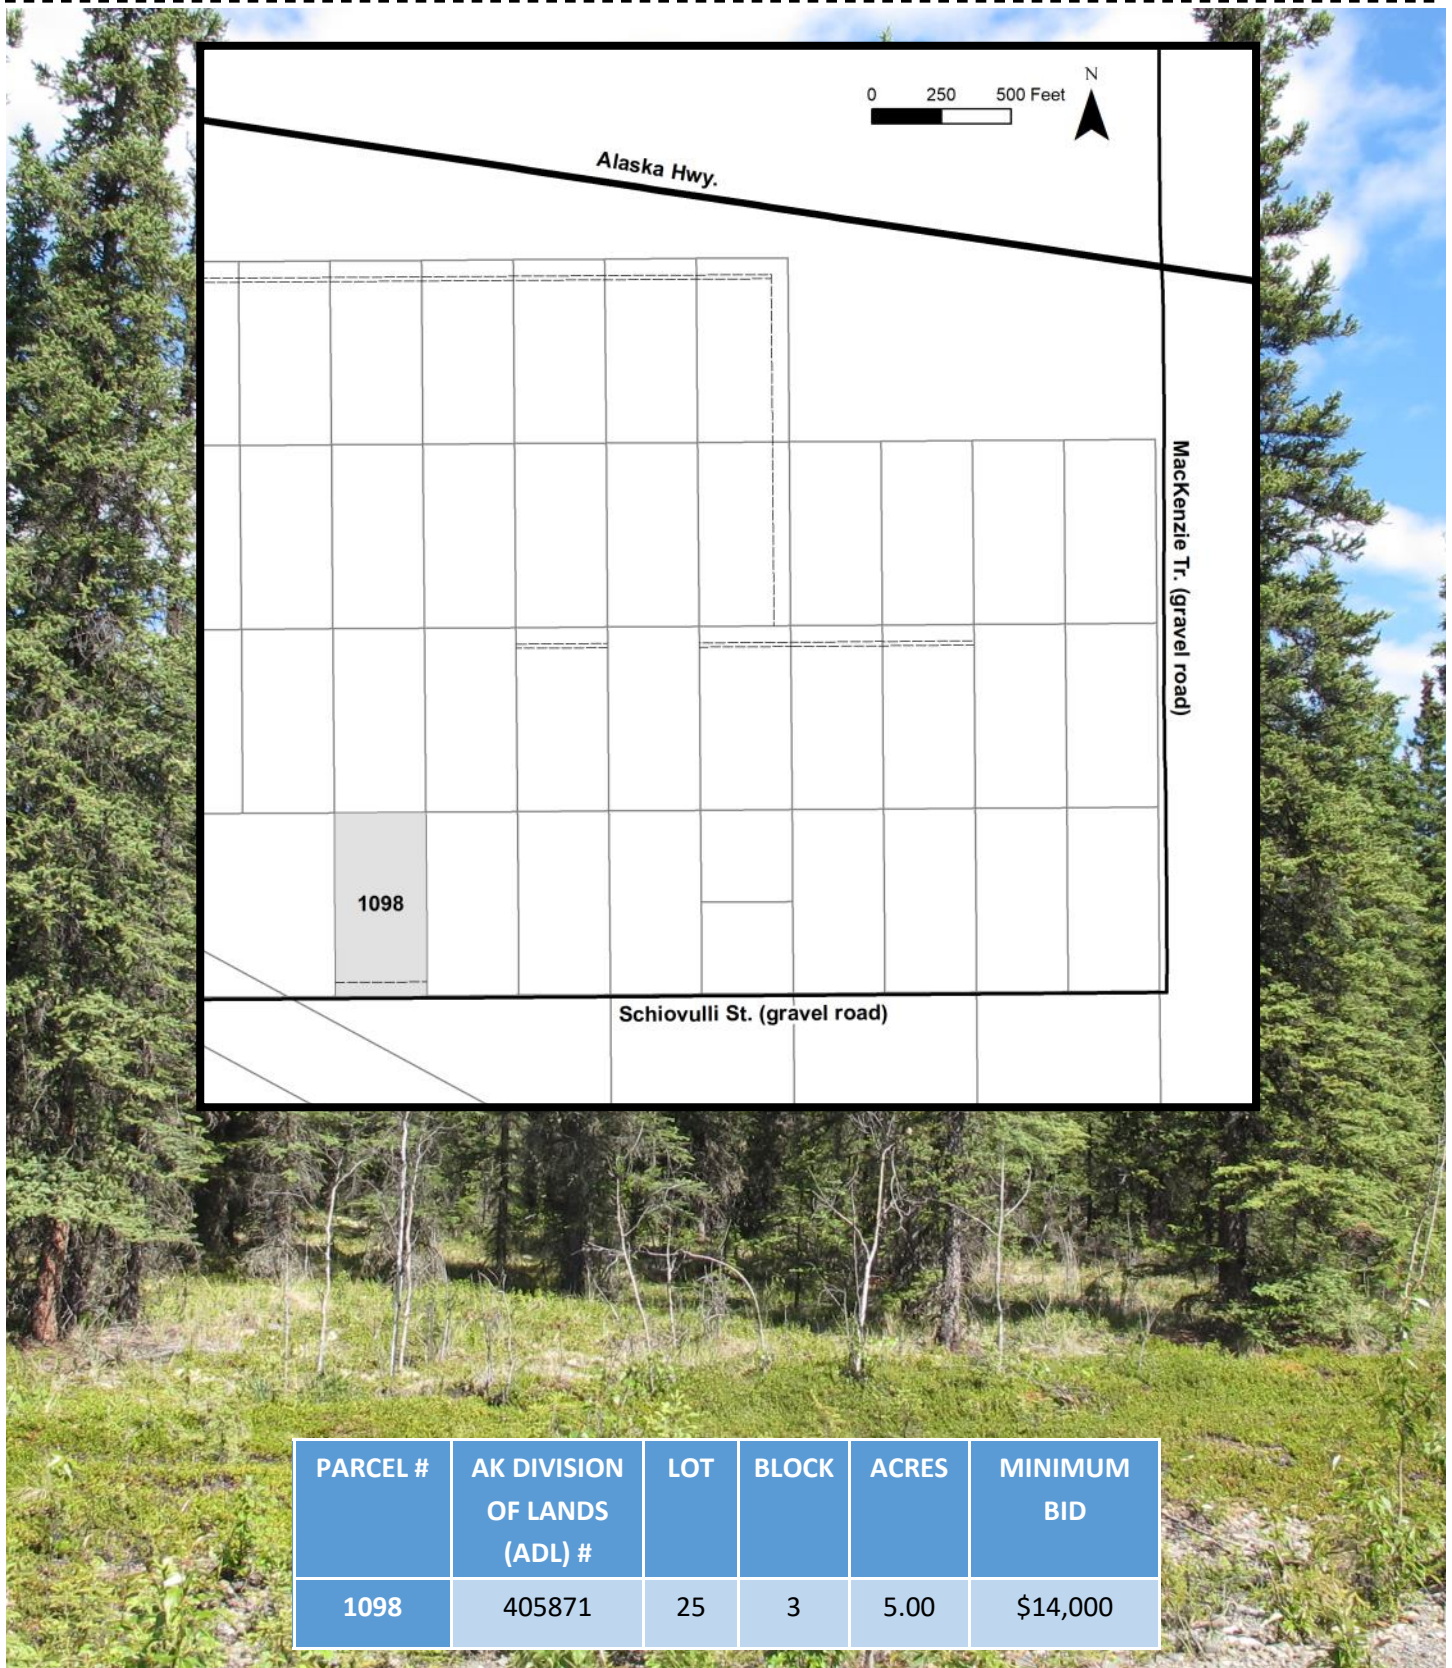 N
0 250 500 Feet
Alaska Hwy.
MacKenzie Tr. (gravel road)
1098
Schiovulli St. (gravel road)
PARCEL # AK DIVISION OF LANDS (ADL) # LOT BLOCK ACRES MINIMUM BID
1098 405871 25 3 5.00 $14,000